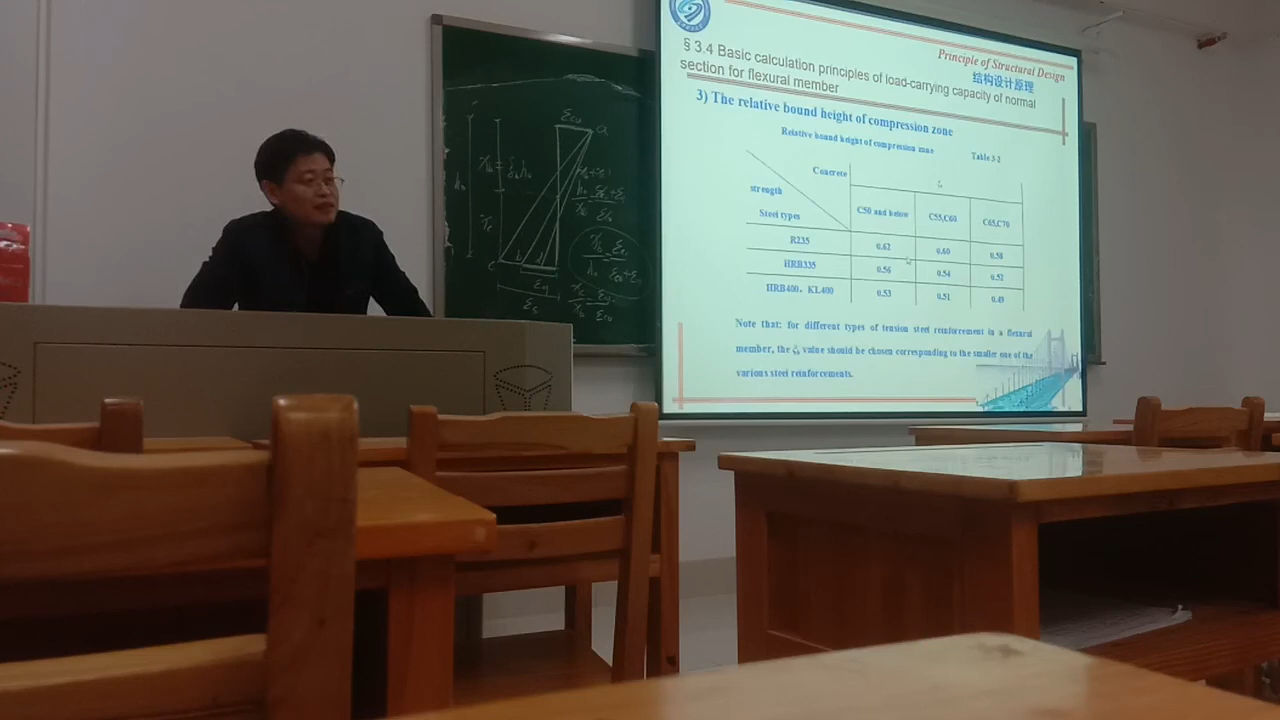 § 3.4 Basic calculation principles of load-carrying capacity of normal
section for flexural member
Principle of Structural Design
结构设计原理
3) The relative bound height of compression zone
Relative bound height of compression zone
Table 3-2
Concrete
strength
Steel types
ξb
C50 and below C55,C60 C65,C70
R235 0.62 0.60 0.58
HRB335 0.56 0.54 0.52
HRB400、KL400 0.53 0.51 0.49
Note that: for different types of tension steel reinforcement in a flexural
member, the ξb value should be chosen corresponding to the smaller one of the
various steel reinforcements.
εcu
a
h₀
εy
εs